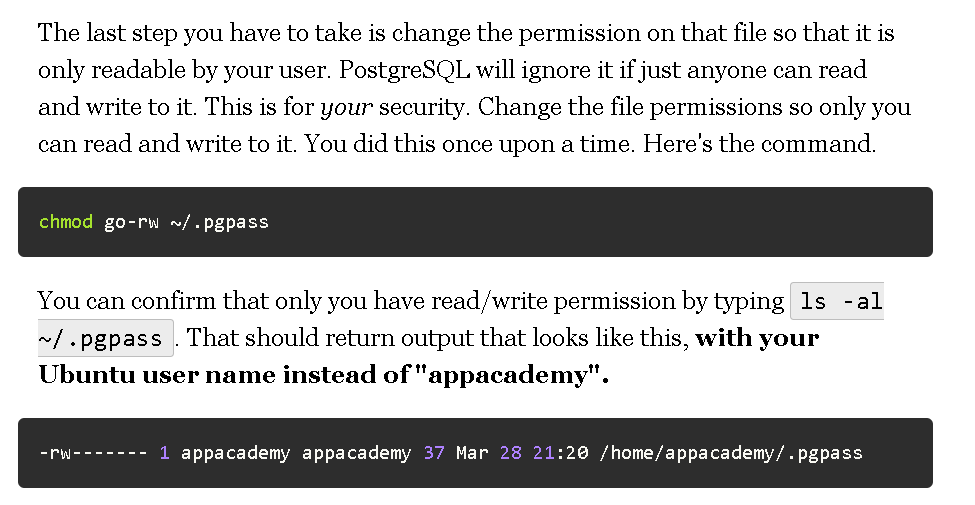 The last step you have to take is change the permission on that file so that it is
only readable by your user. PostgreSQL will ignore it if just anyone can read
and write to it. This is for your security. Change the file permissions so only you
can read and write to it. You did this once upon a time. Here's the command.
chmod go-rw ~/.pgpass
You can confirm that only you have read/write permission by typing ls -al
~/.pgpass . That should return output that looks like this, with your
Ubuntu user name instead of "appacademy".
-rw------- 1 appacademy appacademy 37 Mar 28 21:20 /home/appacademy/.pgpass